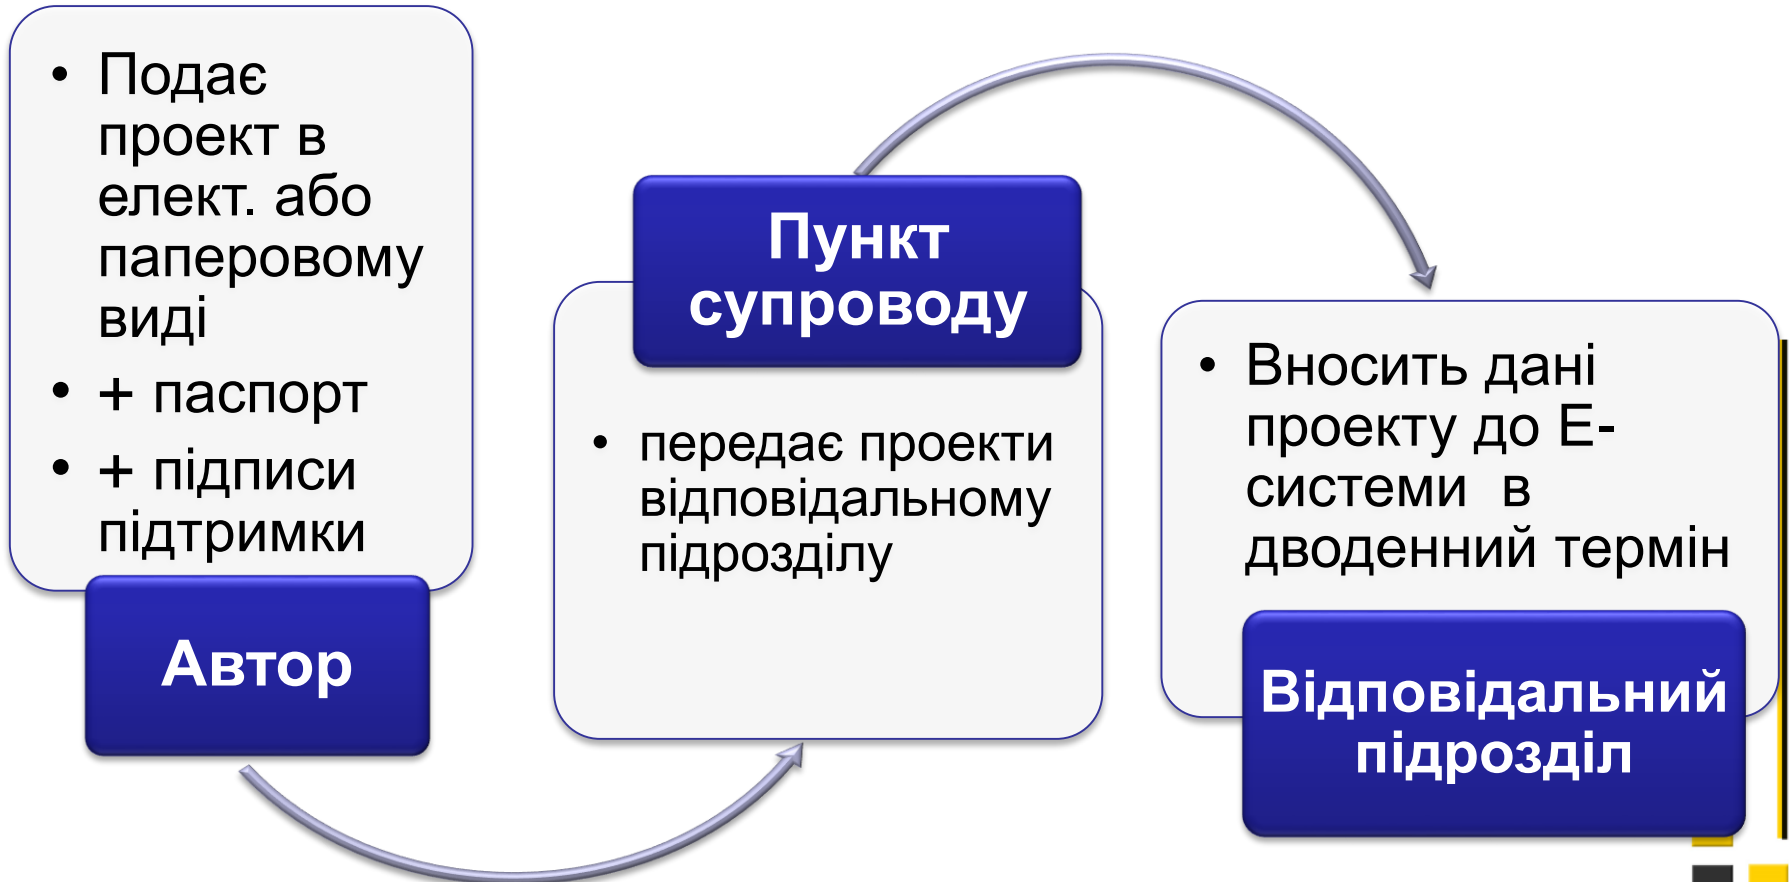 • Подає
проект в
елект. або
паперовому
виді
• + паспорт
• + підписи
підтримки
Автор
Пункт
супроводу
• передає проекти
відповідальному
підрозділу
• Вносить дані
проекту до Е-
системи  в
дводенний термін
Відповідальний
підрозділ